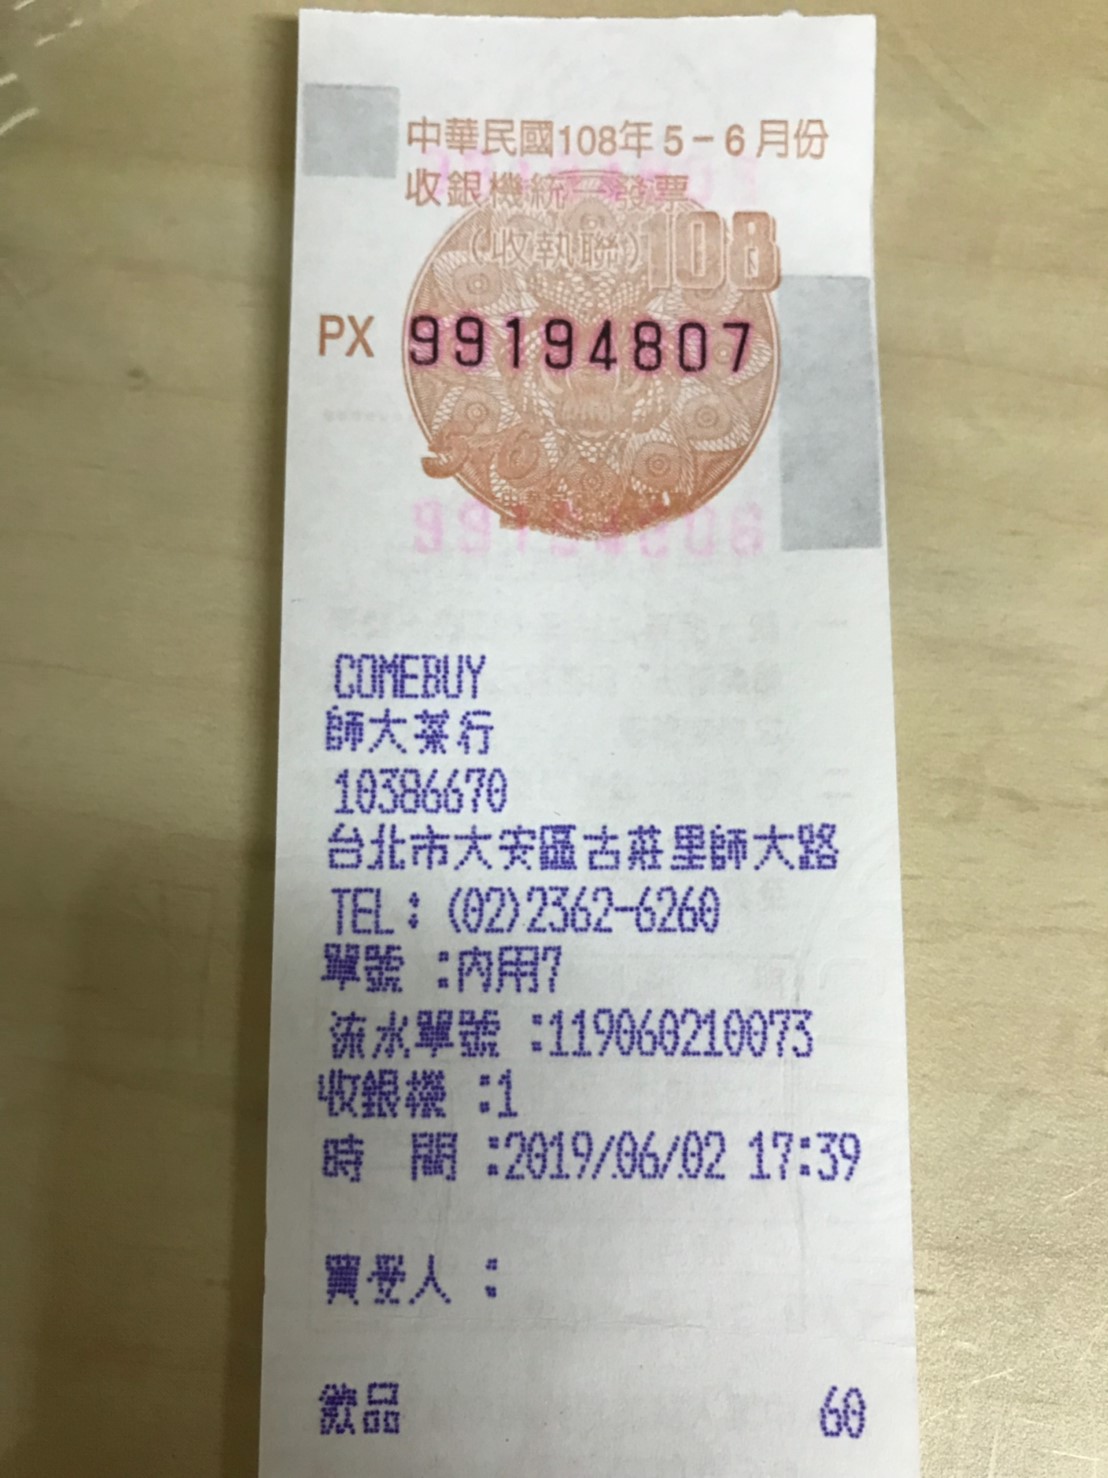 中華民國108年5-6月份
收銀機統一發票
(收執聯)108
PX 99194807
5-6
COMEBUY
師大茶行
10386670
台北市大安區古莊里師大路
TEL:(02)2362-6260
單號 :內用7
流水單號 :119060210073
收銀機 :1
時 間 :2019/06/02 17:39
買受人 :
飲品 60